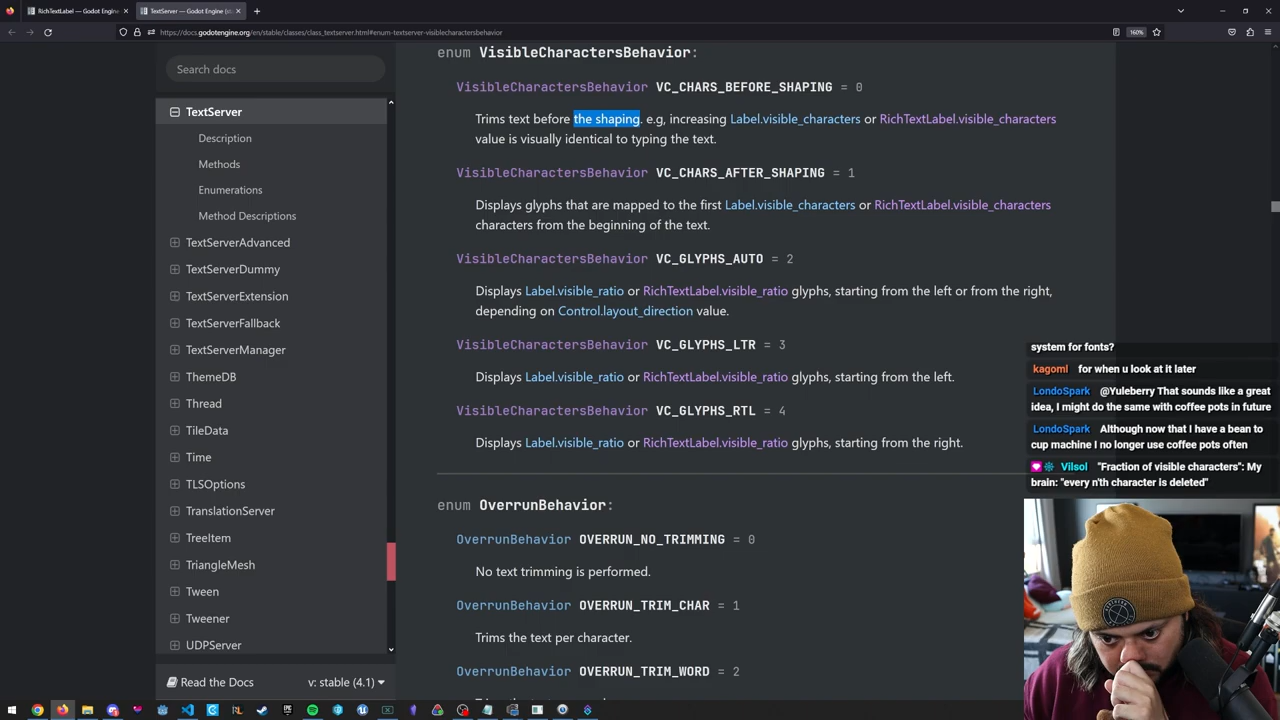 RichTextLabel — Godot Engine
TextServer — Godot Engine (s
https://docs.godotengine.org/en/stable/classes/class_textserver.html#enum-textserver-visiblecharactersbehavior
160%
Search docs
TextServer
Description
Methods
Enumerations
Method Descriptions
TextServerAdvanced
TextServerDummy
TextServerExtension
TextServerFallback
TextServerManager
ThemeDB
Thread
TileData
Time
TLSOptions
TranslationServer
TreeItem
TriangleMesh
Tween
Tweener
UDPServer
Read the Docs
v: stable (4.1)
enum VisibleCharactersBehavior:
VisibleCharactersBehavior VC_CHARS_BEFORE_SHAPING = 0
Trims text before the shaping. e.g, increasing Label.visible_characters or RichTextLabel.visible_characters
value is visually identical to typing the text.
VisibleCharactersBehavior VC_CHARS_AFTER_SHAPING = 1
Displays glyphs that are mapped to the first Label.visible_characters or RichTextLabel.visible_characters
characters from the beginning of the text.
VisibleCharactersBehavior VC_GLYPHS_AUTO = 2
Displays Label.visible_ratio or RichTextLabel.visible_ratio glyphs, starting from the left or from the right,
depending on Control.layout_direction value.
VisibleCharactersBehavior VC_GLYPHS_LTR = 3
Displays Label.visible_ratio or RichTextLabel.visible_ratio glyphs, starting from the left.
VisibleCharactersBehavior VC_GLYPHS_RTL = 4
Displays Label.visible_ratio or RichTextLabel.visible_ratio glyphs, starting from the right.
enum OverrunBehavior:
OverrunBehavior OVERRUN_NO_TRIMMING = 0
No text trimming is performed.
OverrunBehavior OVERRUN_TRIM_CHAR = 1
Trims the text per character.
OverrunBehavior OVERRUN_TRIM_WORD = 2
system for fonts?
kagoml for when u look at it later
LondoSpark @Yuleberry That sounds like a great
idea, I might do the same with coffee pots in future
LondoSpark Although now that I have a bean to
cup machine I no longer use coffee pots often
Vilsol "Fraction of visible characters": My
brain: "every n'th character is deleted"